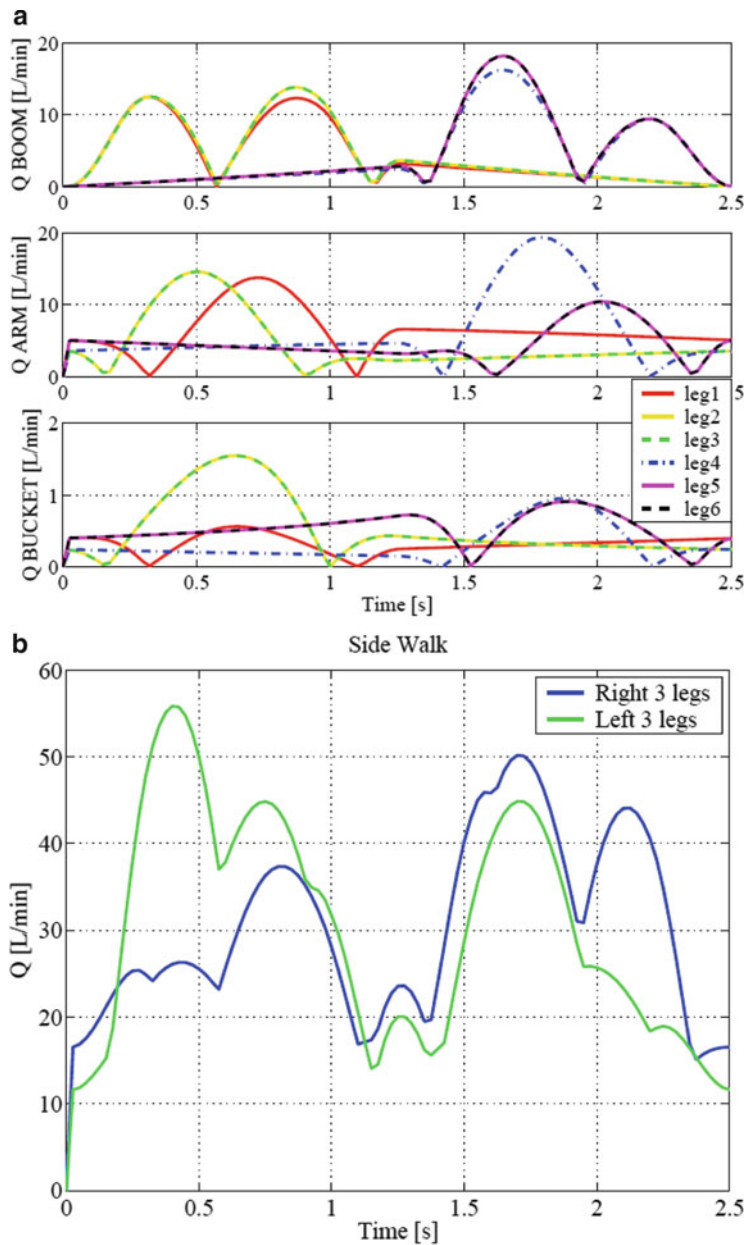 a
Q BOOM [L/min]
20
10
0
0 0.5 1 1.5 2 2.5
Q ARM [L/min]
20
10
0
0 0.5 1 1.5 2 2.5
Q BUCKET [L/min]
2
1
0
0 0.5 1 1.5 2 2.5
leg1
leg2
leg3
leg4
leg5
leg6
Time [s]
b
Side Walk
Q [L/min]
60
50
40
30
20
10
0
Right 3 legs
Left 3 legs
0 0.5 1 1.5 2 2.5
Time [s]